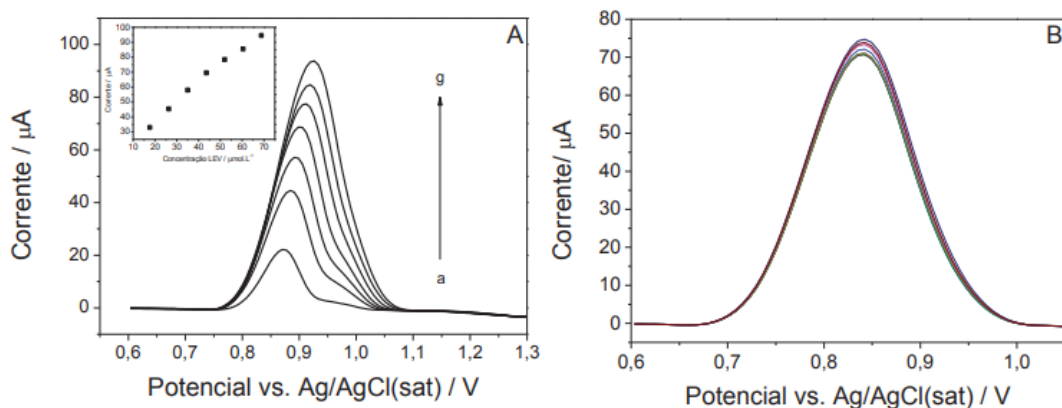 A
100
80
60
40
20
0
Corrente / μA
0,6 0,7 0,8 0,9 1,0 1,1 1,2 1,3
Potencial vs. Ag/AgCl(sat) / V
g
a
100
90
80
70
60
50
40
30
Corrente/ μA
10 20 30 40 50 60 70
Concentração LEV / μmol.L⁻¹
B
80
70
60
50
40
30
20
10
0
Corrente/ μA
0,6 0,7 0,8 0,9 1,0
Potencial vs. Ag/AgCl(sat) / V